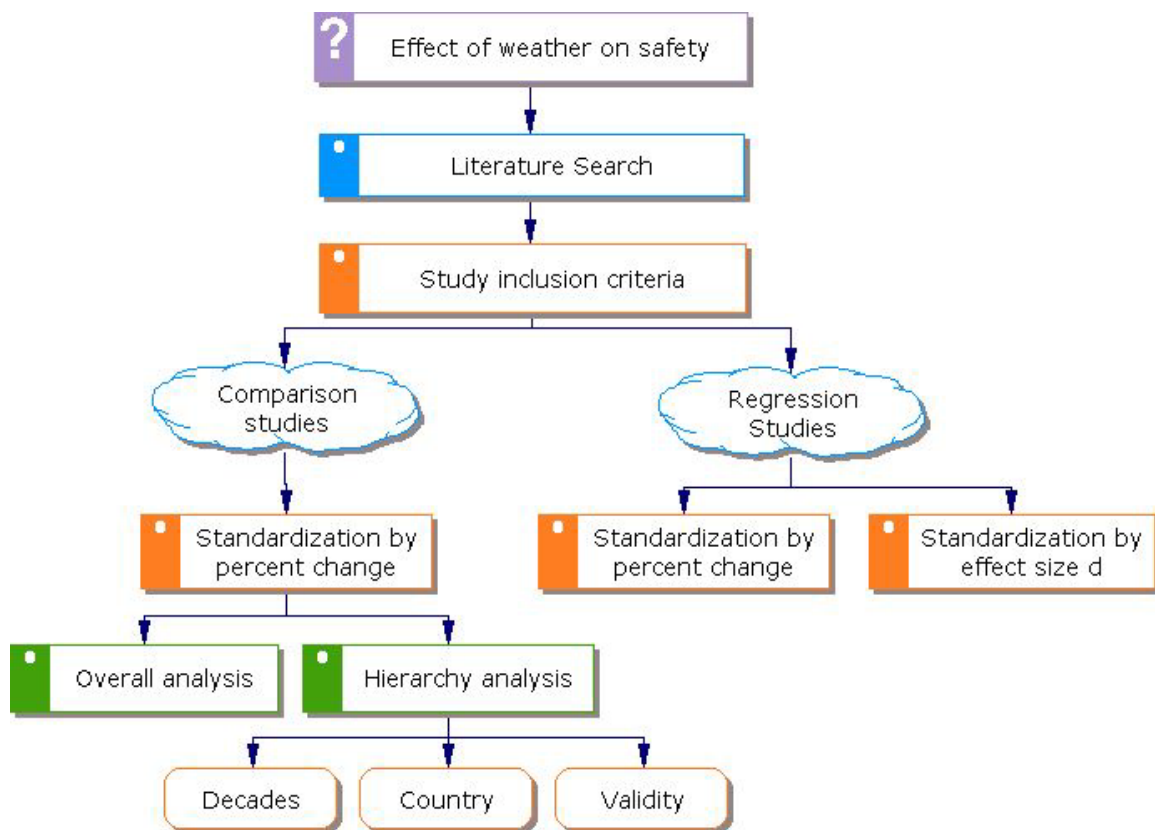 ?
Effect of weather on safety
Literature Search
Study inclusion criteria
Comparison
studies
Regression
Studies
Standardization by
percent change
Standardization by
percent change
Standardization by
effect size d
Overall analysis
Hierarchy analysis
Decades
Country
Validity